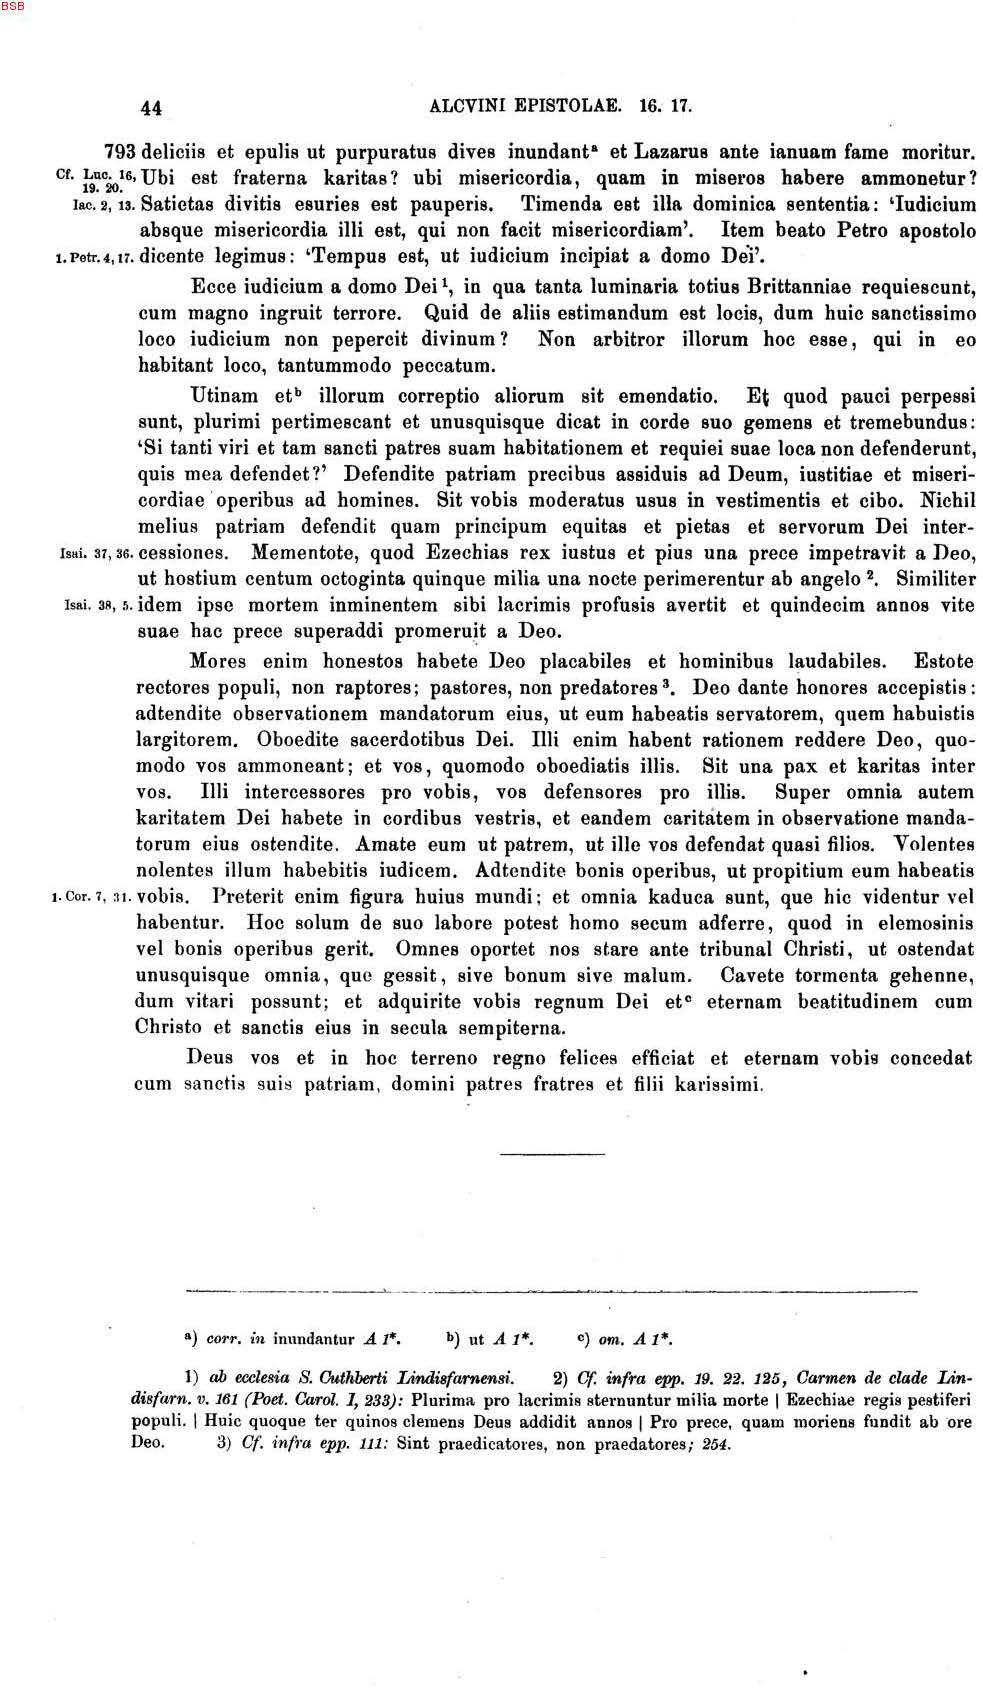 BSB
44 ALCVINI EPISTOLAE. 16. 17.
793 deliciis et epulis ut purpuratus dives inundantᵃ et Lazarus ante ianuam fame moritur.
Cf. Luc. 16, 19. 20. Ubi est fraterna karitas? ubi misericordia, quam in miseros habere ammonetur?
Iac. 2, 13. Satietas divitis esuries est pauperis. Timenda est illa dominica sententia: ‘Iudicium
absque misericordia illi est, qui non facit misericordiam’. Item beato Petro apostolo
1. Petr. 4, 17. dicente legimus: ‘Tempus est, ut iudicium incipiat a domo Dei’.
Ecce iudicium a domo Dei¹, in qua tanta luminaria totius Brittanniae requiescunt,
cum magno ingruit terrore. Quid de aliis estimandum est locis, dum huic sanctissimo
loco iudicium non pepercit divinum? Non arbitror illorum hoc esse, qui in eo
habitant loco, tantummodo peccatum.
Utinam etᵇ illorum correptio aliorum sit emendatio. Et quod pauci perpessi
sunt, plurimi pertimescant et unusquisque dicat in corde suo gemens et tremebundus:
‘Si tanti viri et tam sancti patres suam habitationem et requiei suae loca non defenderunt,
quis mea defendet?’ Defendite patriam precibus assiduis ad Deum, iustitiae et miseri-
cordiae operibus ad homines. Sit vobis moderatus usus in vestimentis et cibo. Nichil
melius patriam defendit quam principum equitas et pietas et servorum Dei inter-
Isai. 37, 36. cessiones. Mementote, quod Ezechias rex iustus et pius una prece impetravit a Deo,
ut hostium centum octoginta quinque milia una nocte perimerentur ab angelo². Similiter
Isai. 38, 5. idem ipse mortem inminentem sibi lacrimis profusis avertit et quindecim annos vite
suae hac prece superaddi promeruit a Deo.
Mores enim honestos habete Deo placabiles et hominibus laudabiles. Estote
rectores populi, non raptores; pastores, non predatores³. Deo dante honores accepistis:
adtendite observationem mandatorum eius, ut eum habeatis servatorem, quem habuistis
largitorem. Oboedite sacerdotibus Dei. Illi enim habent rationem reddere Deo, quo-
modo vos ammoneant; et vos, quomodo oboediatis illis. Sit una pax et karitas inter
vos. Illi intercessores pro vobis, vos defensores pro illis. Super omnia autem
karitatem Dei habete in cordibus vestris, et eandem caritatem in observatione manda-
torum eius ostendite. Amate eum ut patrem, ut ille vos defendat quasi filios. Volentes
nolentes illum habebitis iudicem. Adtendite bonis operibus, ut propitium eum habeatis
1. Cor. 7, 31. vobis. Preterit enim figura huius mundi; et omnia kaduca sunt, que hic videntur vel
habentur. Hoc solum de suo labore potest homo secum adferre, quod in elemosinis
vel bonis operibus gerit. Omnes oportet nos stare ante tribunal Christi, ut ostendat
unusquisque omnia, que gessit, sive bonum sive malum. Cavete tormenta gehenne,
dum vitari possunt; et adquirite vobis regnum Dei etᶜ eternam beatitudinem cum
Christo et sanctis eius in secula sempiterna.
Deus vos et in hoc terreno regno felices efficiat et eternam vobis concedat
cum sanctis suis patriam, domini patres fratres et filii karissimi.
ᵃ) corr. in inundantur A 1*. ᵇ) ut A 1*. ᶜ) om. A 1*.
1) ab ecclesia S. Cuthberti Lindisfarnensi. 2) Cf. infra epp. 19. 22. 125, Carmen de clade Lin-
disfarn. v. 161 (Poet. Carol. I, 233): Plurima pro lacrimis sternuntur milia morte | Ezechiae regis pestiferi
populi. | Huic quoque ter quinos clemens Deus addidit annos | Pro prece, quam moriens fundit ab ore
Deo. 3) Cf. infra epp. 111: Sint praedicatores, non praedatores; 254.